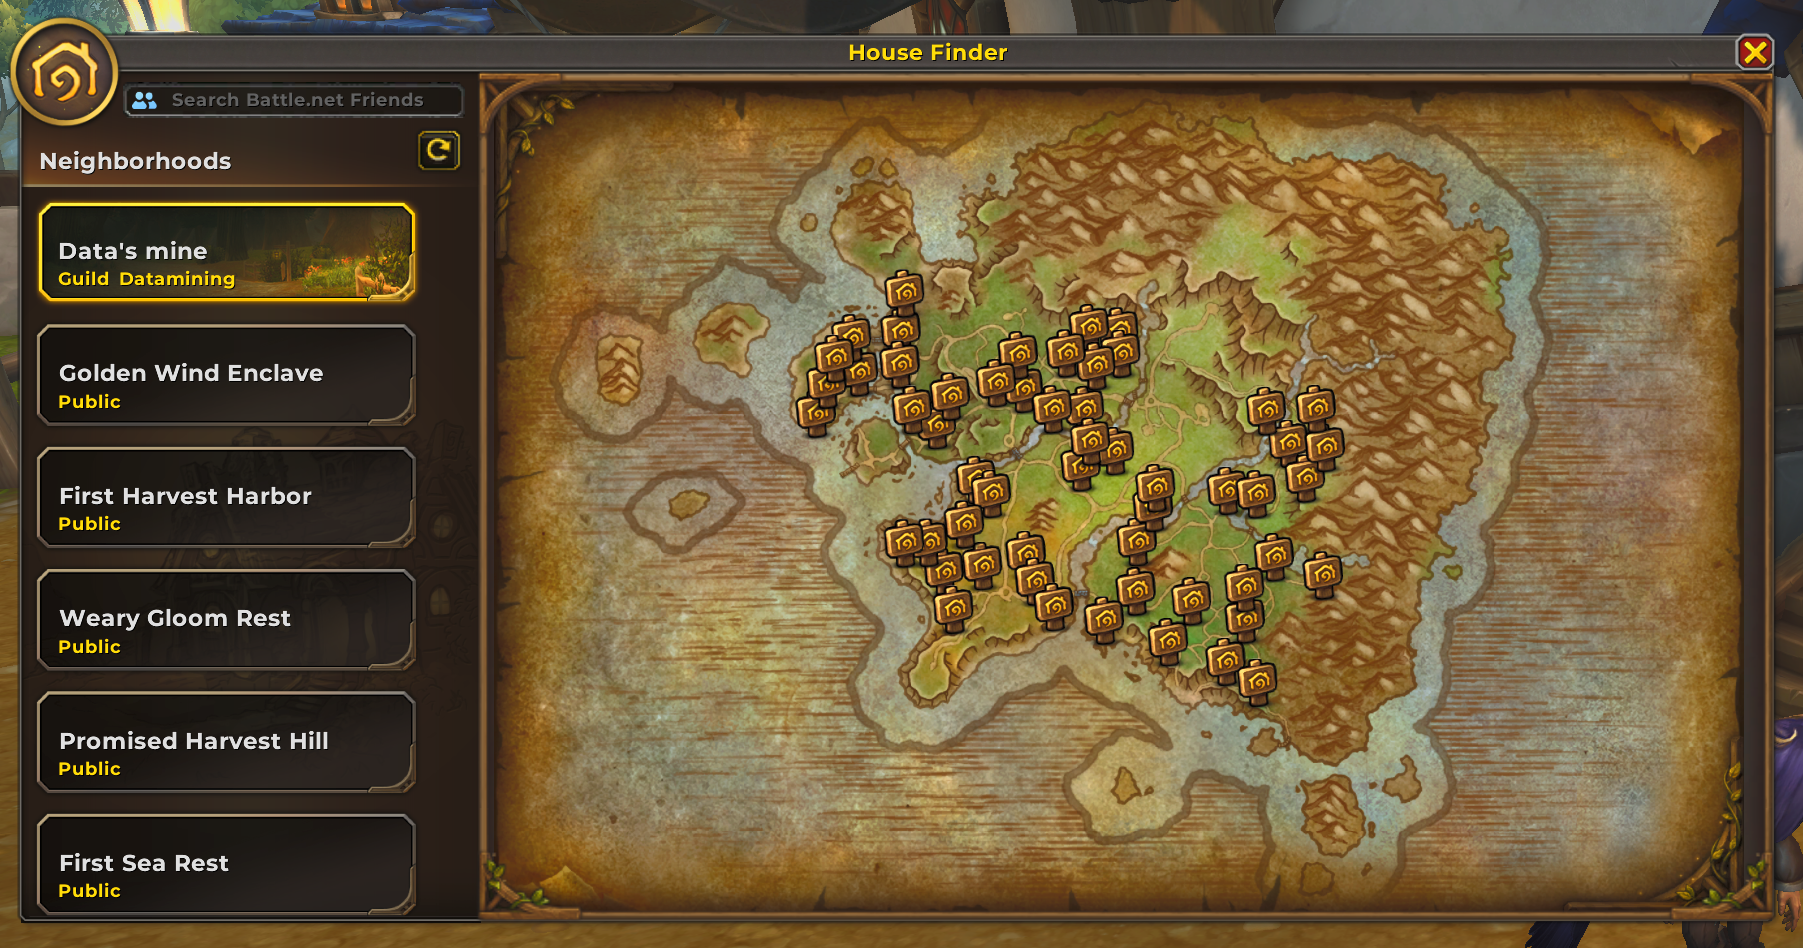 House Finder
Search Battle.net Friends
Neighborhoods
Data's mine
Guild Datamining
Golden Wind Enclave
Public
First Harvest Harbor
Public
Weary Gloom Rest
Public
Promised Harvest Hill
Public
First Sea Rest
Public